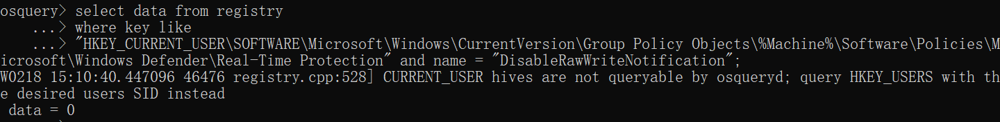 osquery> select data from registry
...> where key like
...> "HKEY_CURRENT_USER\SOFTWARE\Microsoft\Windows\CurrentVersion\Group Policy Objects\%Machine%\Software\Policies\M
icrosoft\Windows Defender\Real-Time Protection" and name = "DisableRawWriteNotification";
W0218 15:10:40.447096 46476 registry.cpp:528] CURRENT_USER hives are not queryable by osqueryd; query HKEY_USERS with th
e desired users SID instead
data = 0